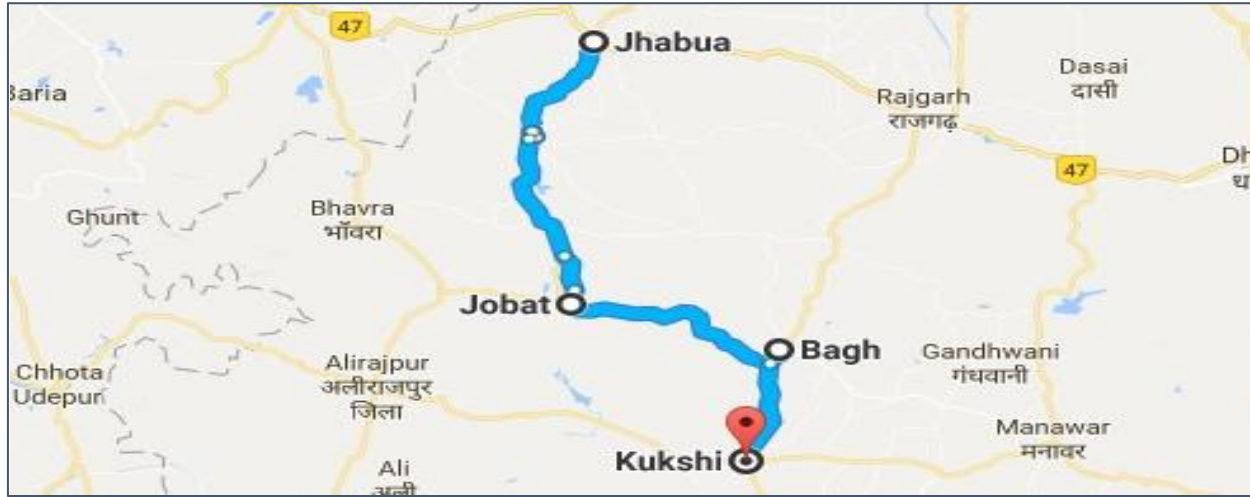 47
Jhabua
Dasai
दासी
Baria
Rajgarh
राजगढ़
47
Ghunt
Bhavra
भॉवरा
Jobat
Bagh
Chhota
Udepur
Alirajpur
अलीराजपुर
जिला
Gandhwani
गंधवानी
Manawar
मनावर
Kukshi
Ali